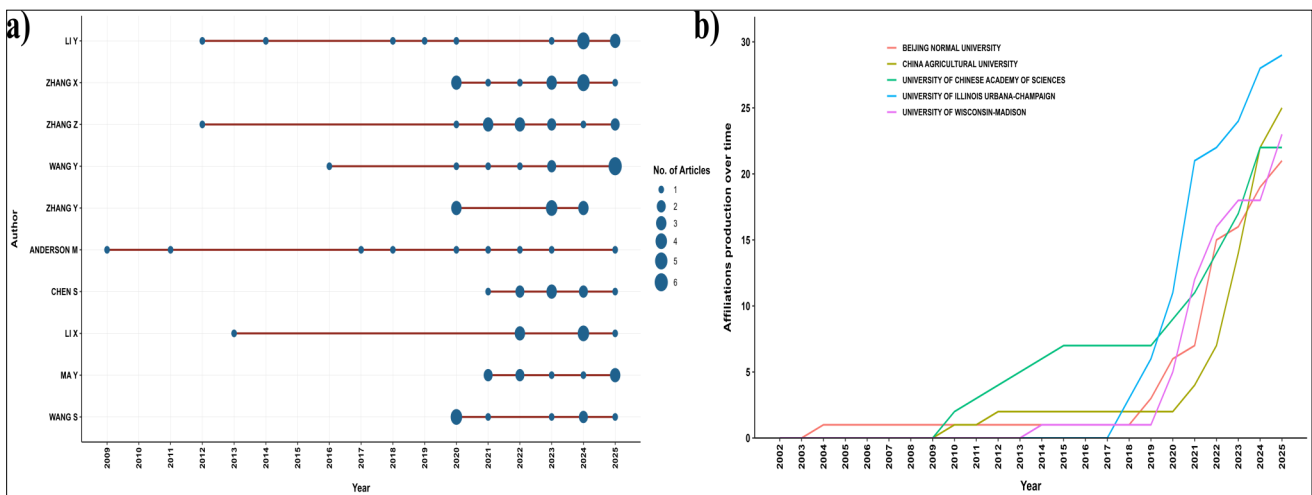 a)
Author
LI Y
ZHANG X
ZHANG Z
WANG Y
ZHANG Y
ANDERSON M
CHEN S
LI X
MA Y
WANG S
2009 2010 2011 2012 2013 2014 2015 2016 2017 2018 2019 2020 2021 2022 2023 2024 2025
Year
No. of Articles
1
2
3
4
5
6
b)
Affiliations production over time
30
25
20
15
10
5
0
BEIJING NORMAL UNIVERSITY
CHINA AGRICULTURAL UNIVERSITY
UNIVERSITY OF CHINESE ACADEMY OF SCIENCES
UNIVERSITY OF ILLINOIS URBANA-CHAMPAIGN
UNIVERSITY OF WISCONSIN-MADISON
2002 2003 2004 2005 2006 2007 2008 2009 2010 2011 2012 2013 2014 2015 2016 2017 2018 2019 2020 2021 2022 2023 2024 2025
Year